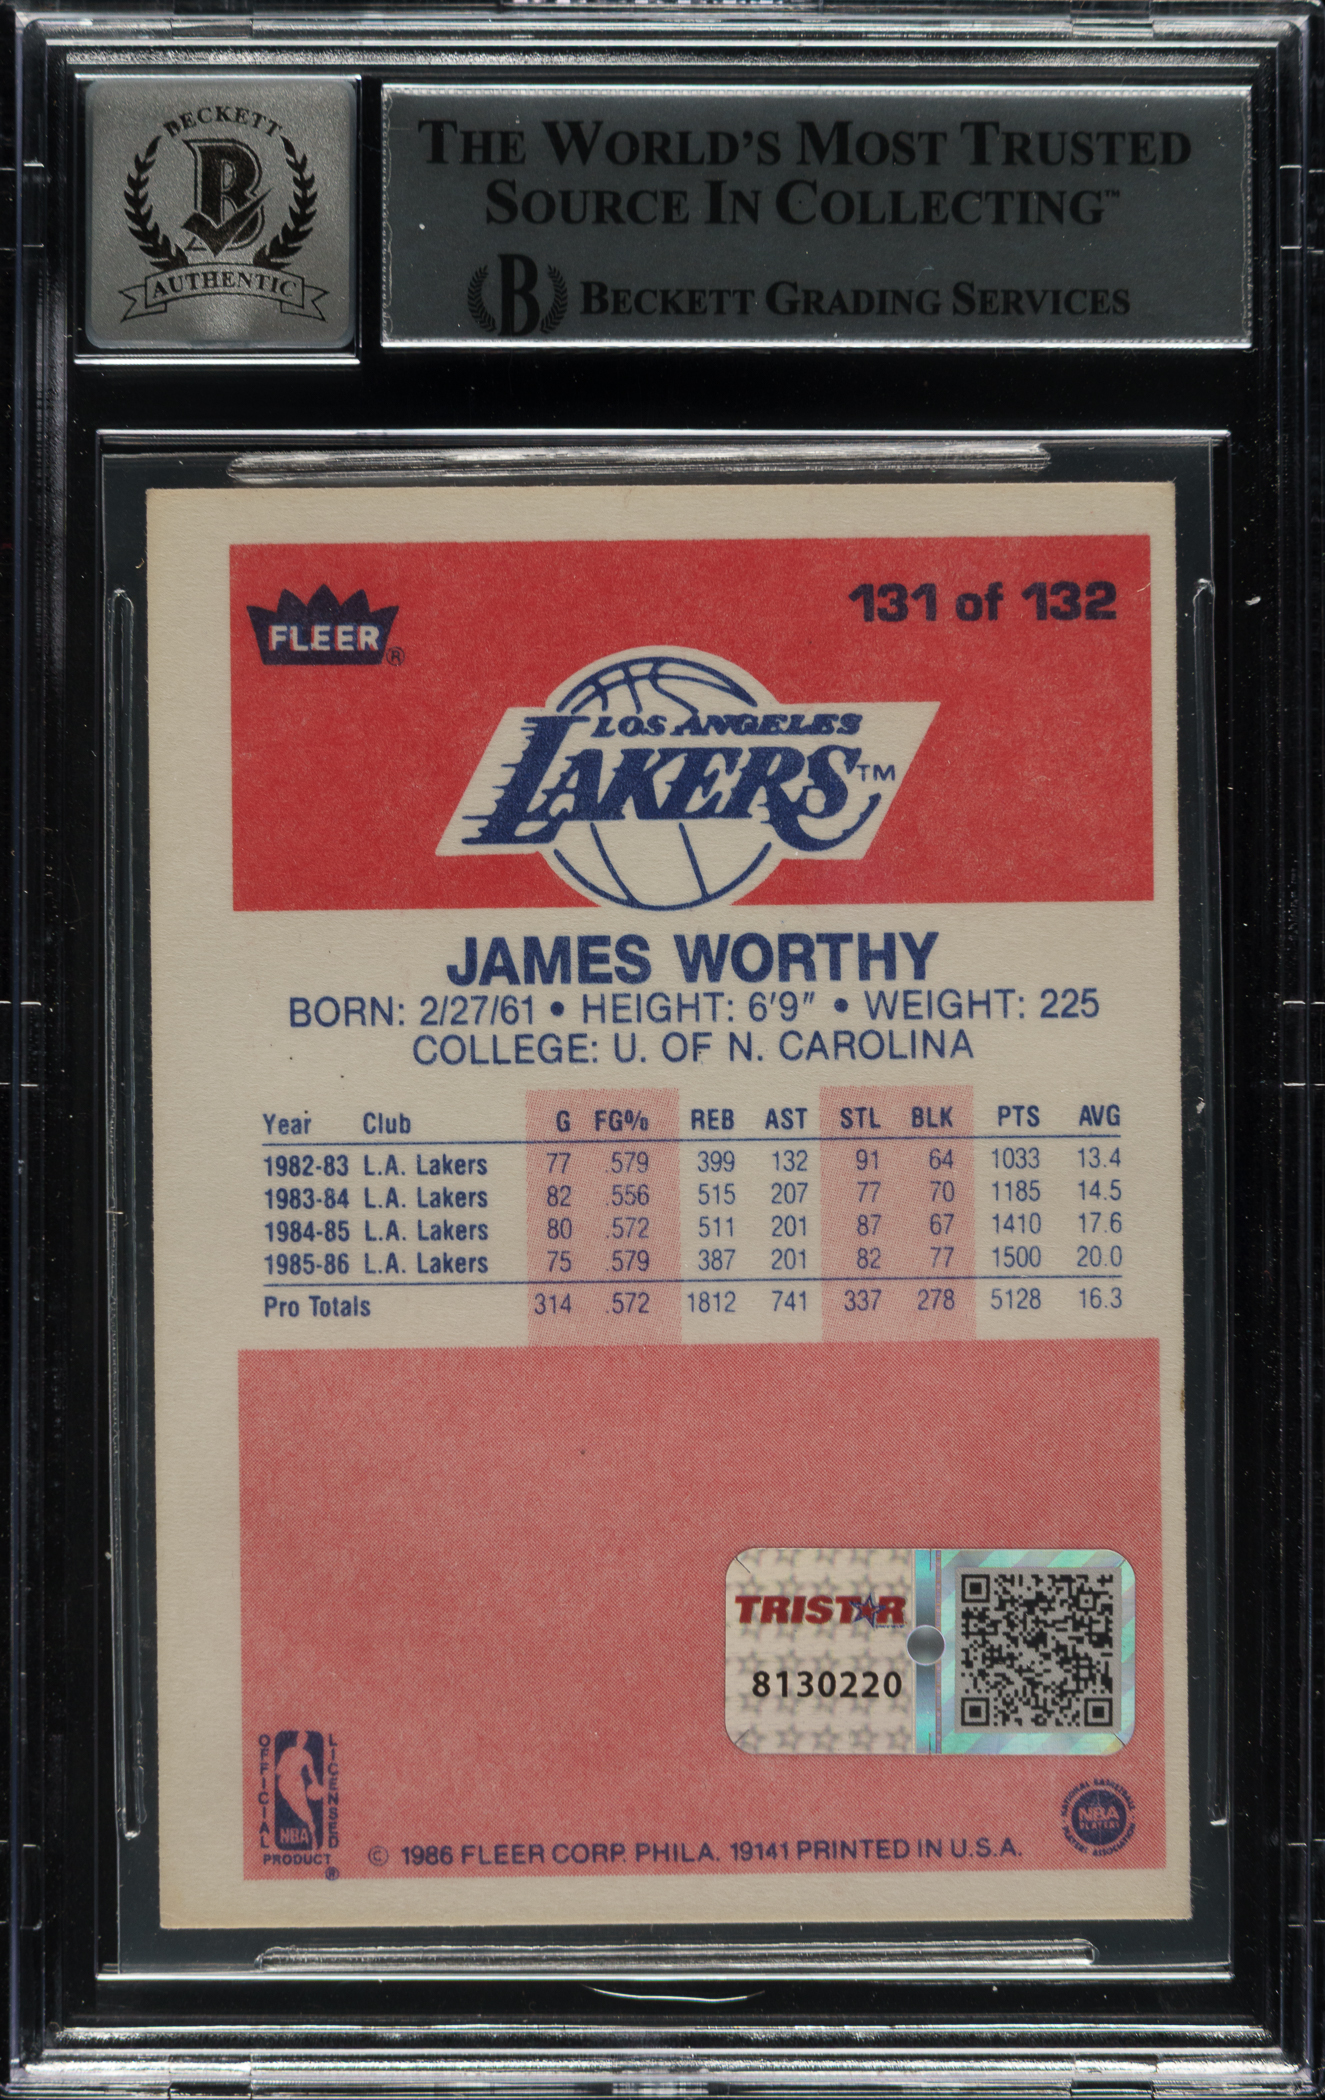 BECKETT
B
AUTHENTIC
THE WORLD'S MOST TRUSTED
SOURCE IN COLLECTING™
B BECKETT GRADING SERVICES
FLEER®
131 of 132
LOS ANGELES
LAKERS™
JAMES WORTHY
BORN: 2/27/61 • HEIGHT: 6'9" • WEIGHT: 225
COLLEGE: U. OF N. CAROLINA
Year Club G FG% REB AST STL BLK PTS AVG
1982-83 L.A. Lakers 77 .579 399 132 91 64 1033 13.4
1983-84 L.A. Lakers 82 .556 515 207 77 70 1185 14.5
1984-85 L.A. Lakers 80 .572 511 201 87 67 1410 17.6
1985-86 L.A. Lakers 75 .579 387 201 82 77 1500 20.0
Pro Totals 314 .572 1812 741 337 278 5128 16.3
TRISTAR
8130220
OFFICIAL LICENSED
NBA
PRODUCT®
© 1986 FLEER CORP. PHILA. 19141 PRINTED IN U.S.A.
NATIONAL BASKETBALL
NBA
PLAYERS
PLAYERS ASSOCIATION